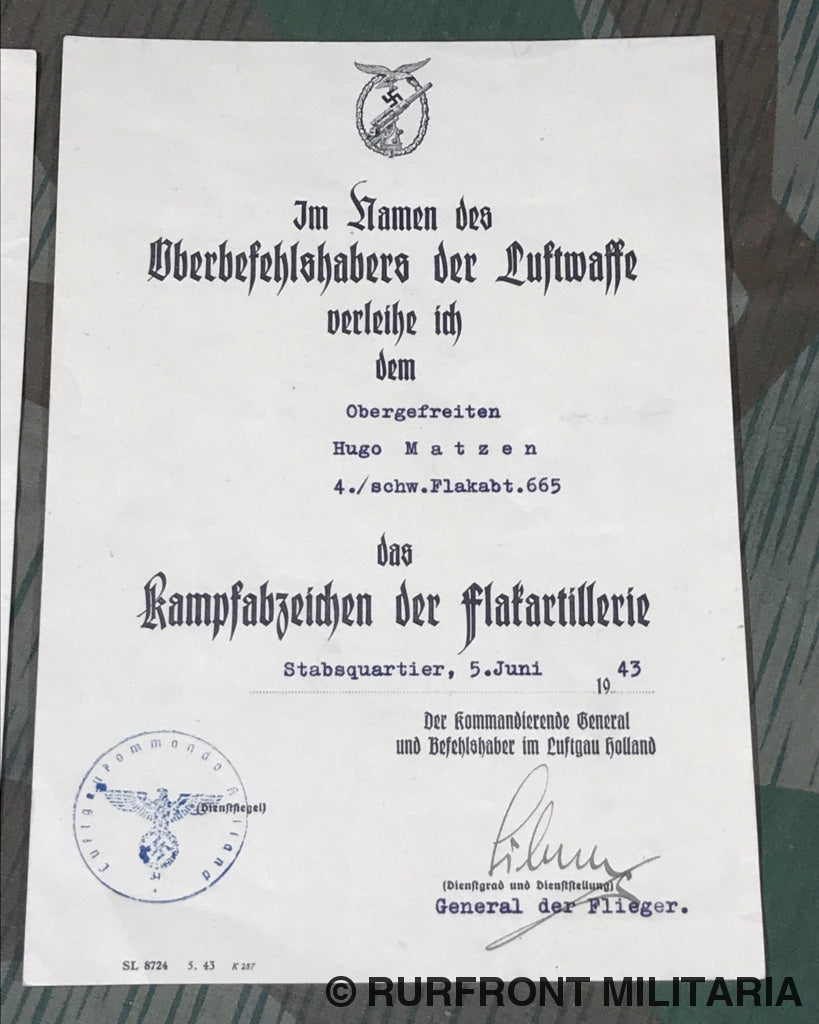 Im Namen des
Oberbefehlshabers der Luftwaffe
verleihe ich
dem
Obergefreiten
Hugo M a t z e n
4./schw.Flakabt.665
das
Kampfabzeichen der Flakartillerie
Stabsquartier, 5.Juni 1943
Der Kommandierende General
und Befehlshaber im Luftgau Holland
Luftgaukommando Holland
(Dienstsiegel)
(Dienstgrad und Dienststellung)
General der Flieger.
SL 8724 5. 43 K 287
© RURFRONT MILITARIA